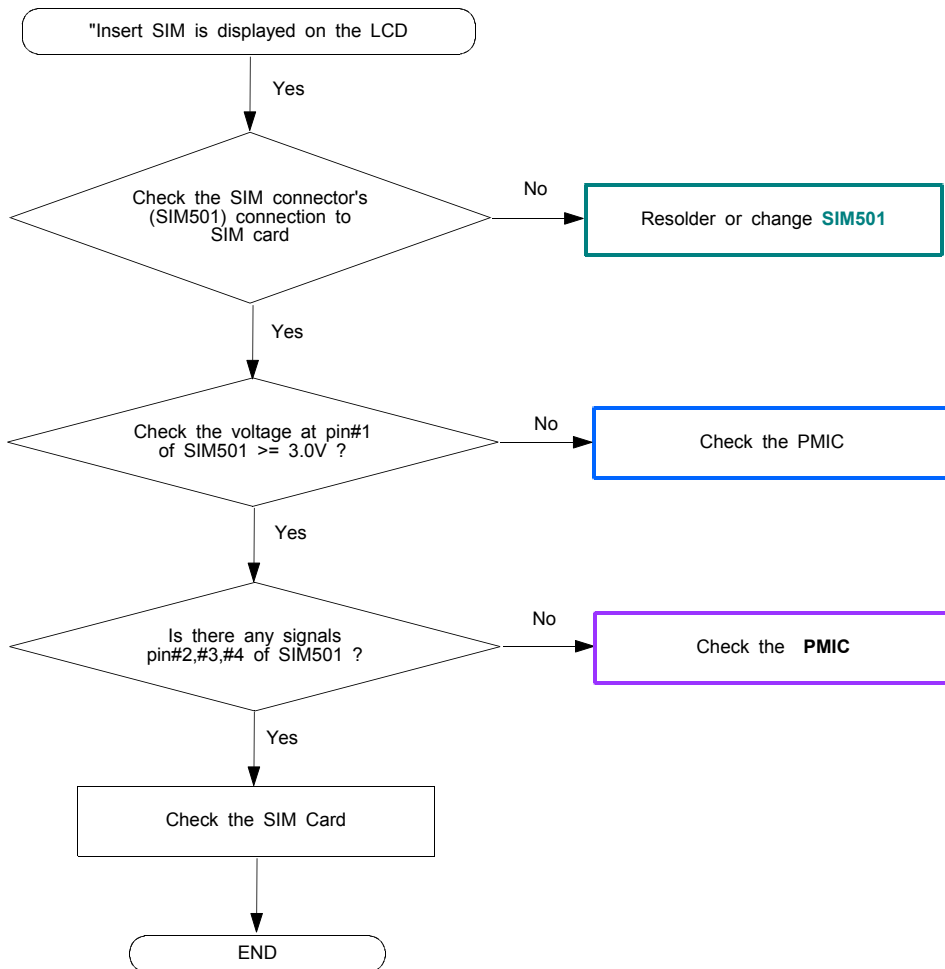 "Insert SIM is displayed on the LCD
Yes
Check the SIM connector's
(SIM501) connection to
SIM card
No
Resolder or change SIM501
Yes
Check the voltage at pin#1
of SIM501 >= 3.0V ?
No
Check the PMIC
Yes
Is there any signals
pin#2,#3,#4 of SIM501 ?
No
Check the PMIC
Yes
Check the SIM Card
END